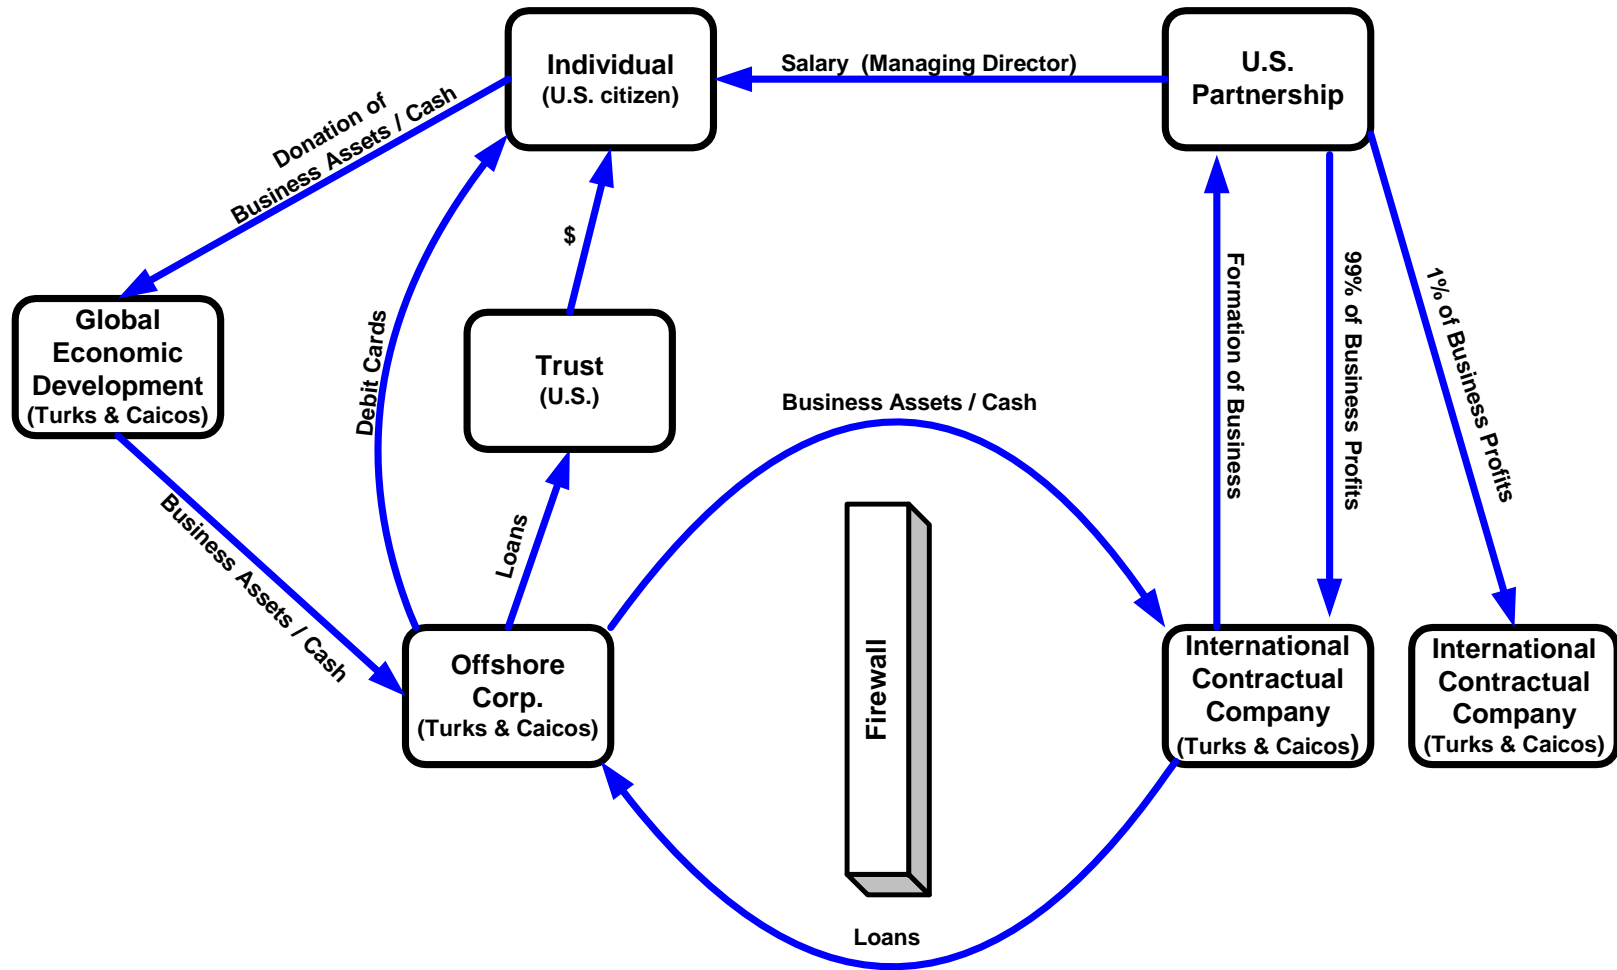 Individual
(U.S. citizen)
Salary (Managing Director)
U.S.
Partnership
Donation of
Business Assets / Cash
$
Debit Cards
Global
Economic
Development
(Turks & Caicos)
Trust
(U.S.)
Business Assets / Cash
Formation of Business
99% of Business Profits
1% of Business Profits
Business Assets / Cash
Loans
Offshore
Corp.
(Turks & Caicos)
Firewall
International
Contractual
Company
(Turks & Caicos)
International
Contractual
Company
(Turks & Caicos)
Loans